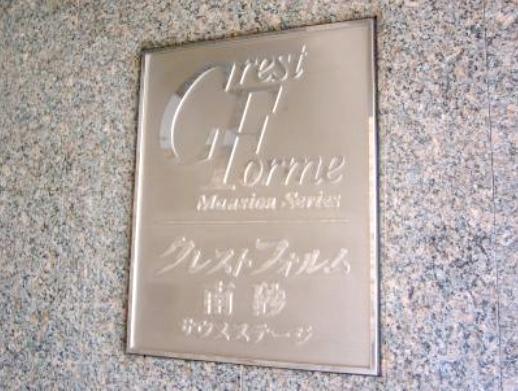 Crest
Forme
Mansion Series
クレストフォルム
南砂
サウスステージ